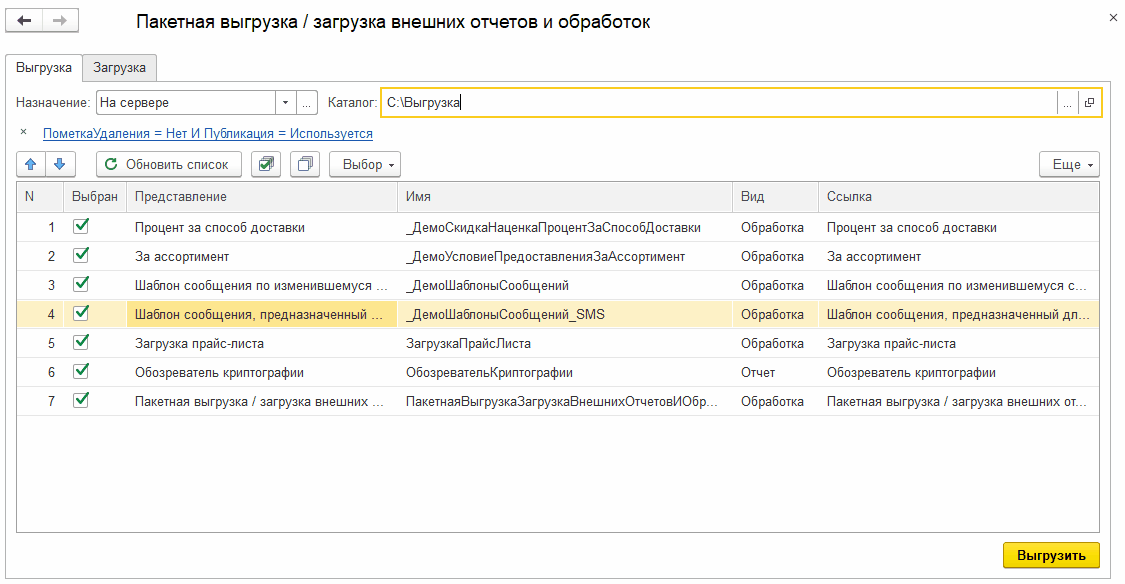 Пакетная выгрузка / загрузка внешних отчетов и обработок
Выгрузка Загрузка
Назначение: На сервере ... Каталог: C:\Выгрузка ...
ПометкаУдаления = Нет И Публикация = Используется
Обновить список Выбор Еще
N Выбран Представление Имя Вид Ссылка
1 Процент за способ доставки _ДемоСкидкаНаценкаПроцентЗаСпособДоставки Обработка Процент за способ доставки
2 За ассортимент _ДемоУсловиеПредоставленияЗаАссортимент Обработка За ассортимент
3 Шаблон сообщения по изменившемуся ... _ДемоШаблоныСообщений Обработка Шаблон сообщения по изменившемуся с...
4 Шаблон сообщения, предназначенный ... _ДемоШаблоныСообщений_SMS Обработка Шаблон сообщения, предназначенный дл...
5 Загрузка прайс-листа ЗагрузкаПрайсЛиста Обработка Загрузка прайс-листа
6 Обозреватель криптографии ОбозревательКриптографии Отчет Обозреватель криптографии
7 Пакетная выгрузка / загрузка внешних ... ПакетнаяВыгрузкаЗагрузкаВнешнихОтчетовИОбр... Обработка Пакетная выгрузка / загрузка внешних от...
Выгрузить